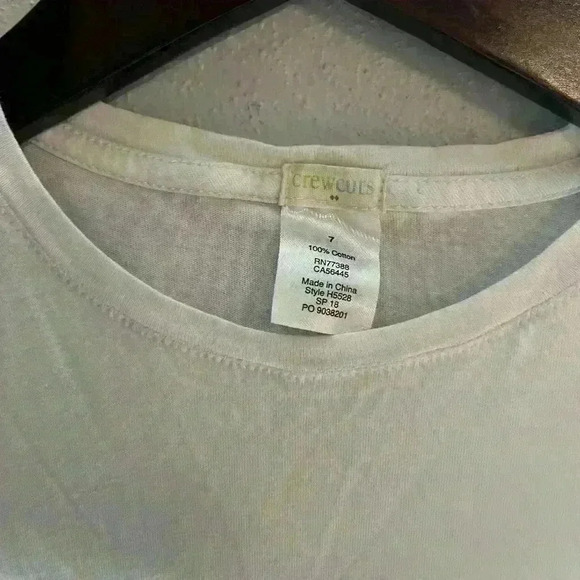 crewcuts
7
100% Cotton
RN77388
CA56445
Made in China
Style H5528
SP 18
PO 9038201